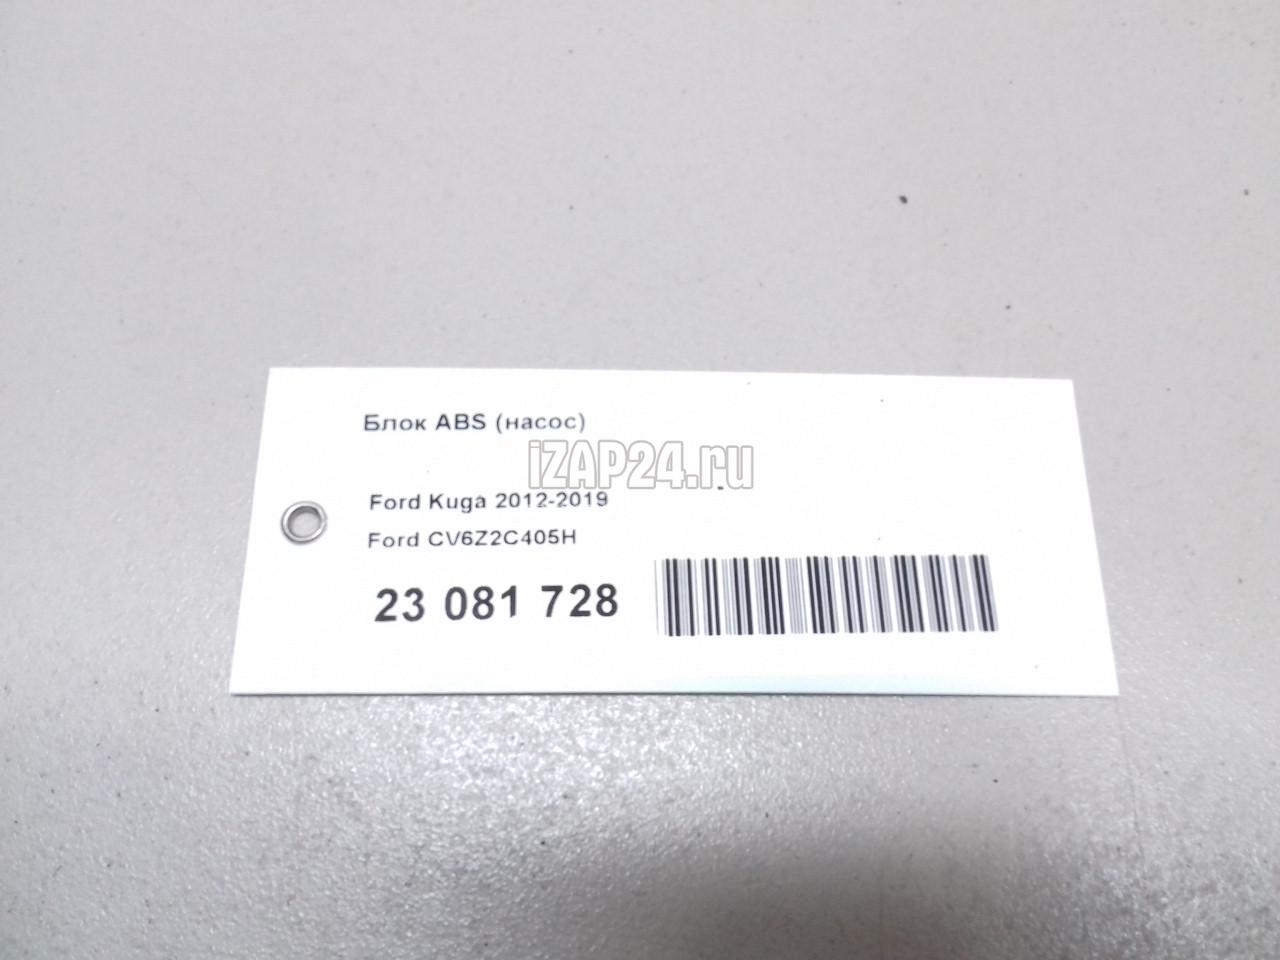 Блок ABS (насос)
iZAP24.ru
Ford Kuga 2012-2019
Ford CV6Z2C405H
23 081 728